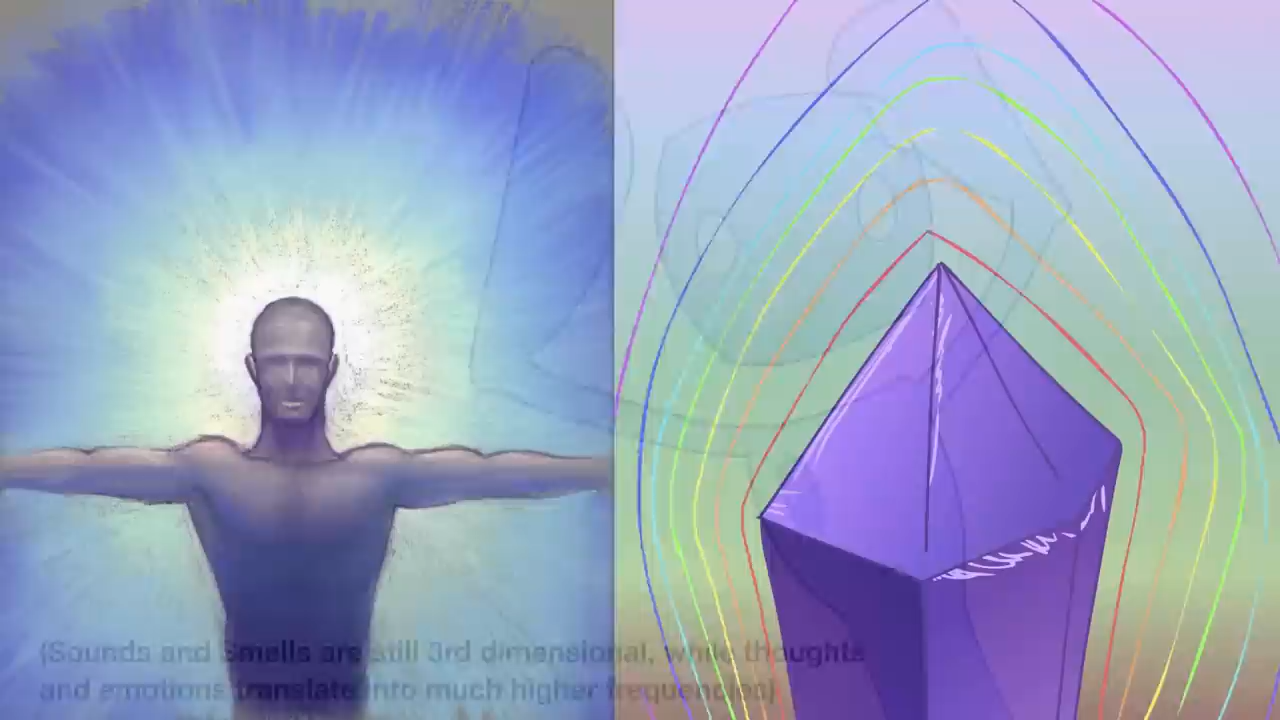 (Sounds and Smells are still 3rd dimensional, while thoughts
and emotions translate into much higher frequencies)